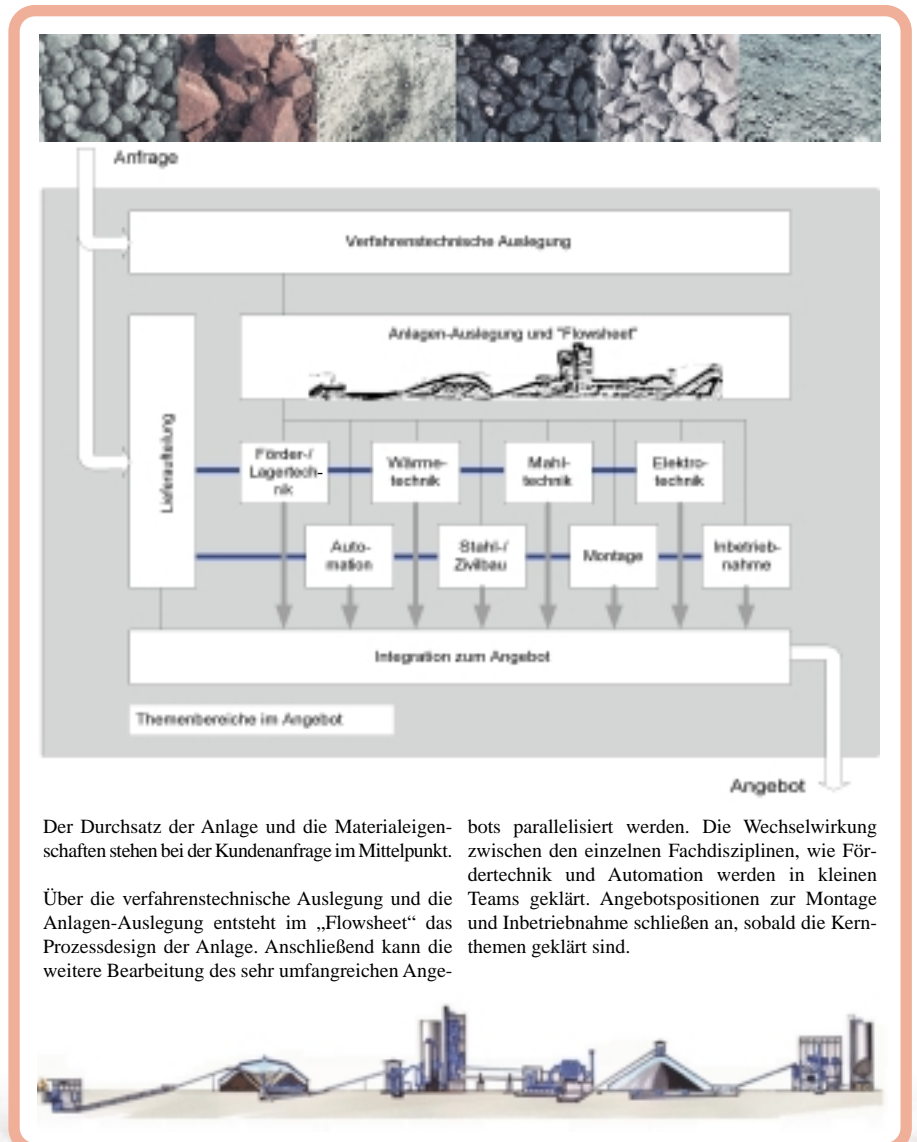 Anfrage
Verfahrenstechnische Auslegung
Anlagen-Auslegung und "Flowsheet"
Lieferaufteilung
Förder-/
Lagertech-
nik
Wärme-
technik
Mahl-
technik
Elektro-
technik
Auto-
mation
Stahl-/
Zivilbau
Montage
Inbetrieb-
nahme
Integration zum Angebot
Themenbereiche im Angebot
Angebot
Der Durchsatz der Anlage und die Materialeigen-
schaften stehen bei der Kundenanfrage im Mittelpunkt.
Über die verfahrenstechnische Auslegung und die
Anlagen-Auslegung entsteht im „Flowsheet“ das
Prozessdesign der Anlage. Anschließend kann die
weitere Bearbeitung des sehr umfangreichen Ange-
bots parallelisiert werden. Die Wechselwirkung
zwischen den einzelnen Fachdisziplinen, wie För-
dertechnik und Automation werden in kleinen
Teams geklärt. Angebotspositionen zur Montage
und Inbetriebnahme schließen an, sobald die Kern-
themen geklärt sind.